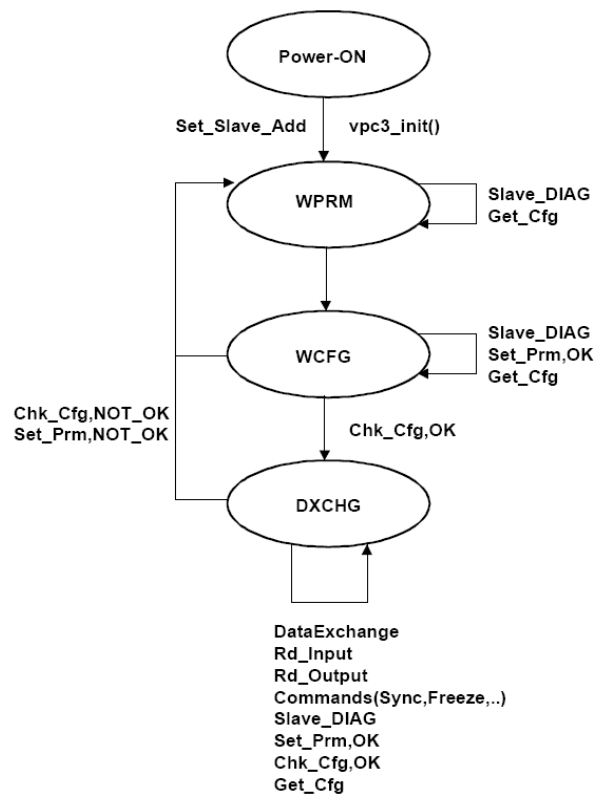 Power-ON
Set_Slave_Add vpc3_init()
WPRM
Slave_DIAG
Get_Cfg
WCFG
Slave_DIAG
Set_Prm,OK
Get_Cfg
Chk_Cfg,NOT_OK
Set_Prm,NOT_OK
Chk_Cfg,OK
DXCHG
DataExchange
Rd_Input
Rd_Output
Commands(Sync,Freeze,..)
Slave_DIAG
Set_Prm,OK
Chk_Cfg,OK
Get_Cfg